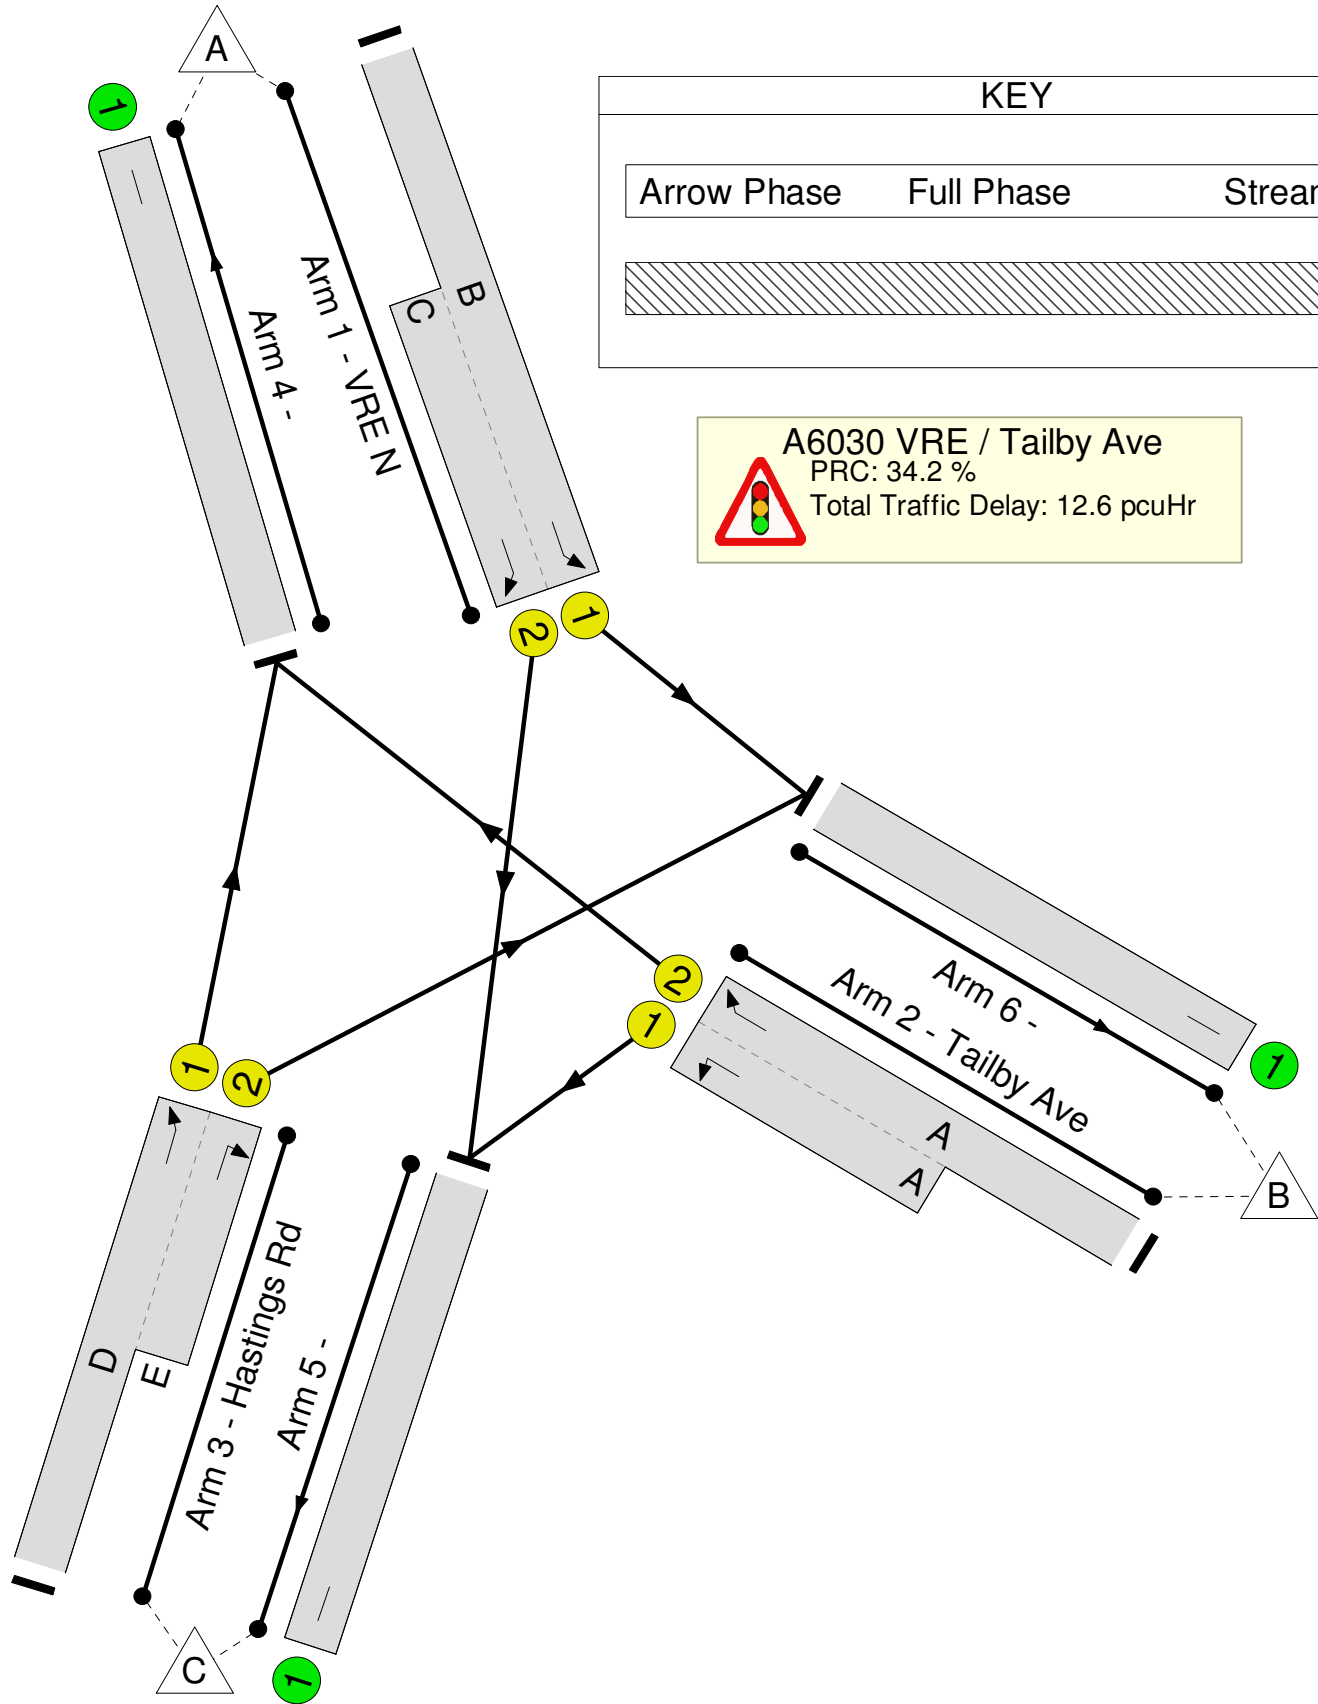 A
1
KEY
Arrow Phase
Full Phase
Strea
B
C
Arm 1 - VRE N
Arm 4 -
A6030 VRE / Tailby Ave
PRC: 34.2 %
Total Traffic Delay: 12.6 pcuHr
2
1
Arm 6 -
Arm 2 - Tailby Ave
2
1
1
A
A
B
1
2
D
E
Arm 3 - Hastings Rd
Arm 5 -
C
1